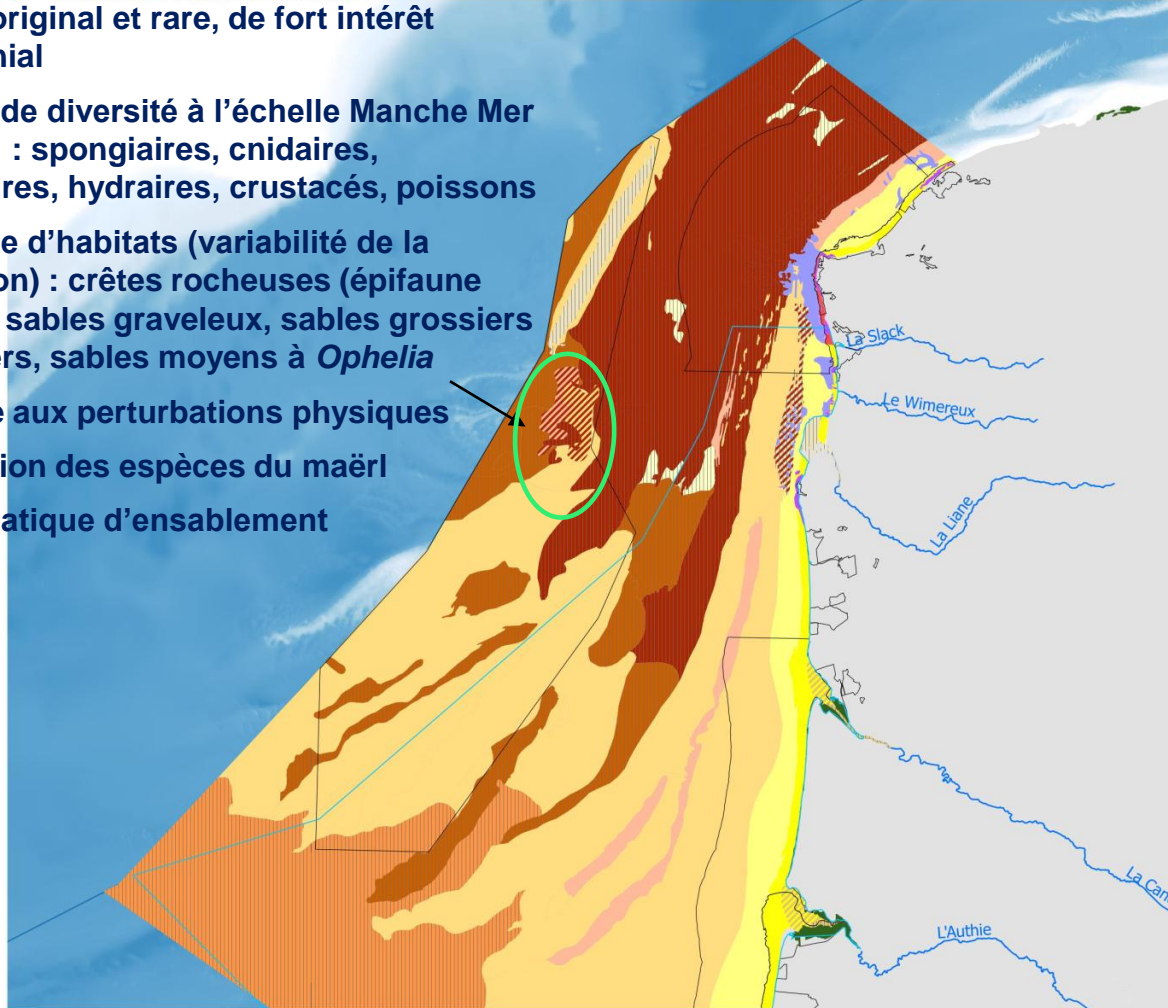 original et rare, de fort intérêt
nial
de diversité à l'échelle Manche Mer
: spongiaires, cnidaires,
res, hydraires, crustacés, poissons
e d'habitats (variabilité de la
on) : crêtes rocheuses (épifaune
sables graveleux, sables grossiers
ers, sables moyens à Ophelia
e aux perturbations physiques
ion des espèces du maërl
atique d'ensablement
La Slack
Le Wimereux
La Liane
La Can
L'Authie